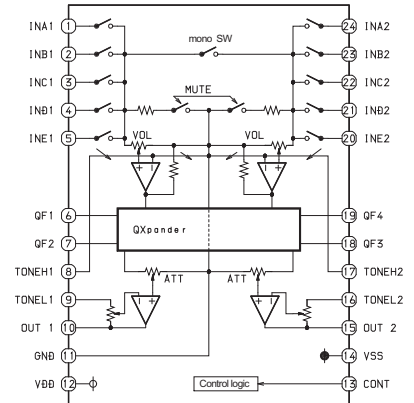 INA1 1
24 INA2
mono SW
INB1 2
23 INB2
INC1 3
22 INC2
MUTE
IND1 4
21 IND2
INE1 5
20 INE2
VOL
VOL
+ -
- +
QF1 6
19 QF4
QXpander
QF2 7
18 QF3
TONEH1 8
17 TONEH2
ATT
ATT
TONEL1 9
16 TONEL2
- +
+ -
OUT 1 10
15 OUT 2
GND 11
14 VSS
VDD 12
Control logic
13 CONT